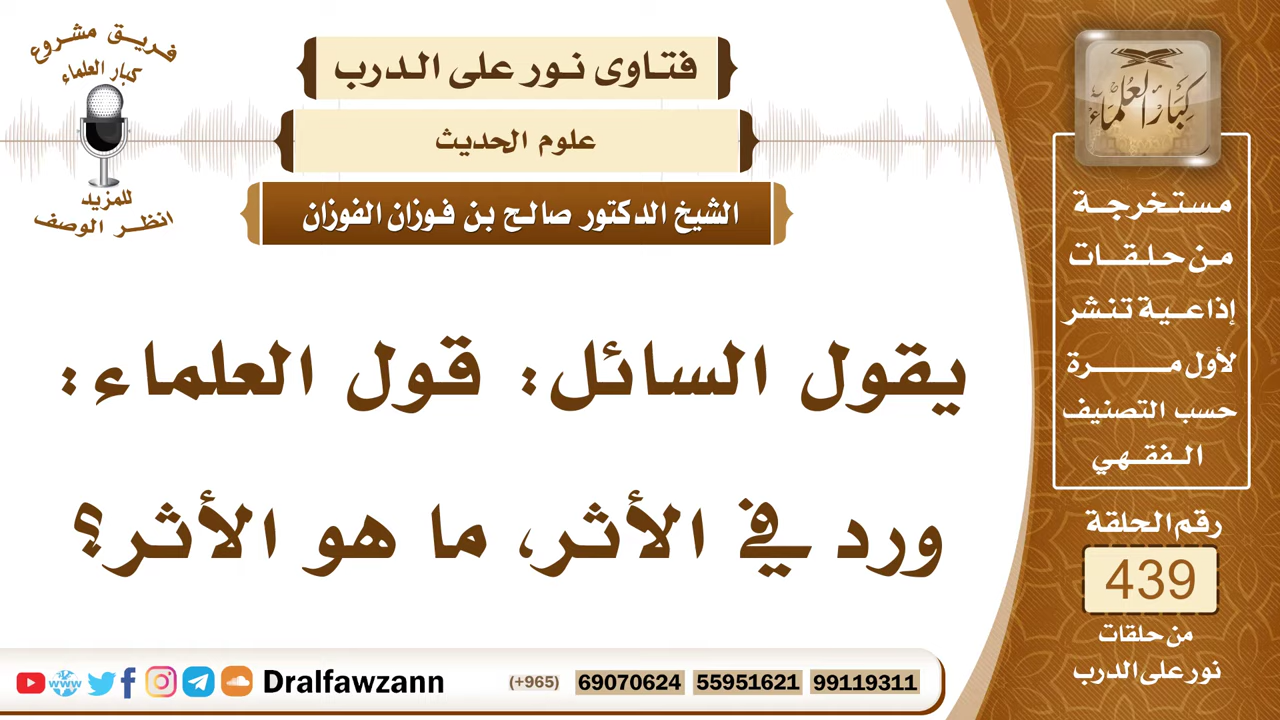 فريق مشروع
كبار العلماء
للمزيد
انظر الوصف
فتاوى نور على الدرب
علوم الحديث
الشيخ الدكتور صالح بن فوزان الفوزان
يقول السائل: قول العلماء:
ورد في الأثر، ما هو الأثر؟
كبار العلماء
مستخرجة
من حلقات
إذاعية تنشر
لأول مرة
حسب التصنيف
الفقهي
رقم الحلقة
439
من حلقات
نور على الدرب
www Dralfawzann (+965) 69070624 55951621 99119311